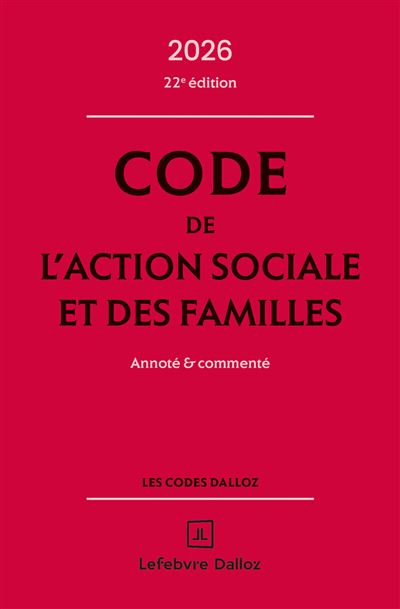 2026
22e édition
CODE
DE
L'ACTION SOCIALE
ET DES FAMILLES
Annoté & commenté
LES CODES DALLOZ
Lefebvre Dalloz